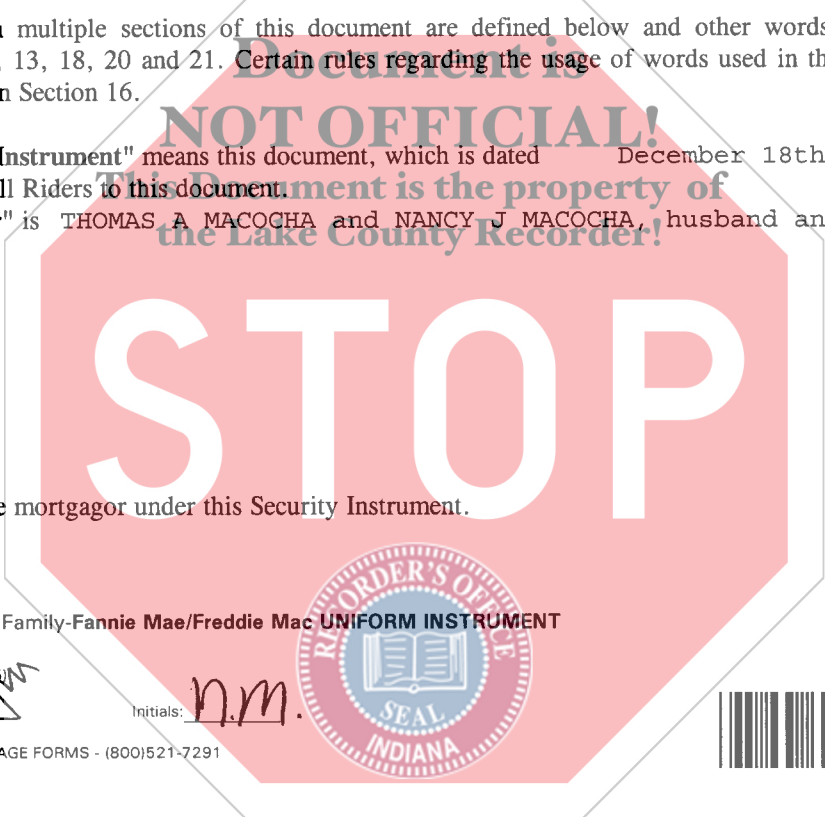 multiple sections of this document are defined below and other words
13, 18, 20 and 21. Certain rules regarding the usage of words used in th
n Section 16.
Document is
NOT OFFICIAL!
This Document is the property of
the Lake County Recorder!
Instrument" means this document, which is dated December 18th
ll Riders to this document.
" is THOMAS A MACOCHA and NANCY J MACOCHA, husband an
STOP
e mortgagor under this Security Instrument.
RECORDER'S OFFICE
SEAL
INDIANA
Family-Fannie Mae/Freddie Mac UNIFORM INSTRUMENT
Initials: n.m.
AGE FORMS - (800)521-7291